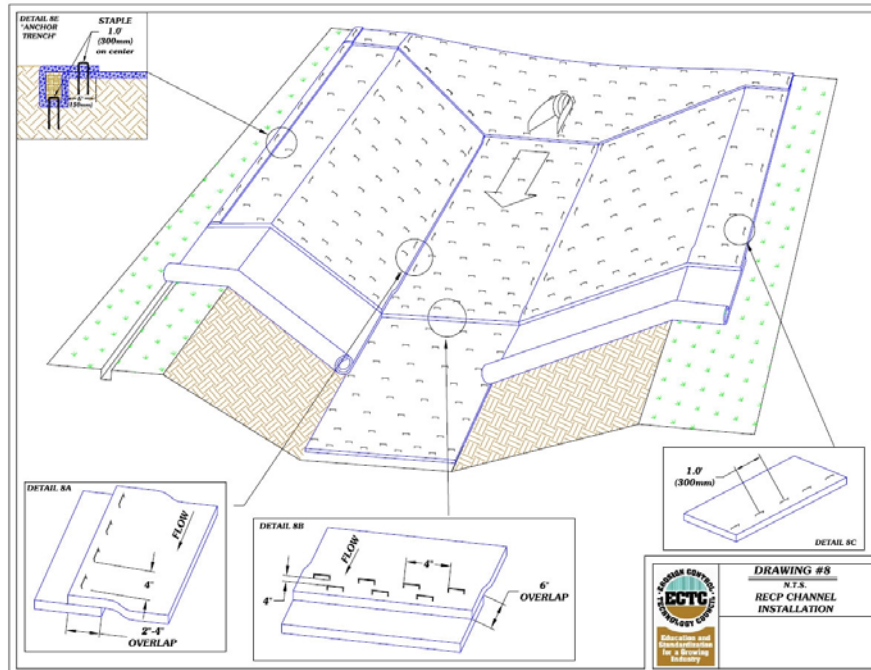 DETAIL 8E
"ANCHOR
TRENCH"
STAPLE
1.0'
(300mm)
on center
6"
(150mm)
DETAIL 8A
FLOW
4"
2"-4"
OVERLAP
DETAIL 8B
FLOW
4"
4"
6"
OVERLAP
1.0'
(300mm)
DETAIL 8C
EROSION CONTROL
TECHNOLOGY COUNCIL
ECTC
Education and
Standardization
for a Growing
Industry
DRAWING #8
N.T.S.
RECP CHANNEL
INSTALLATION